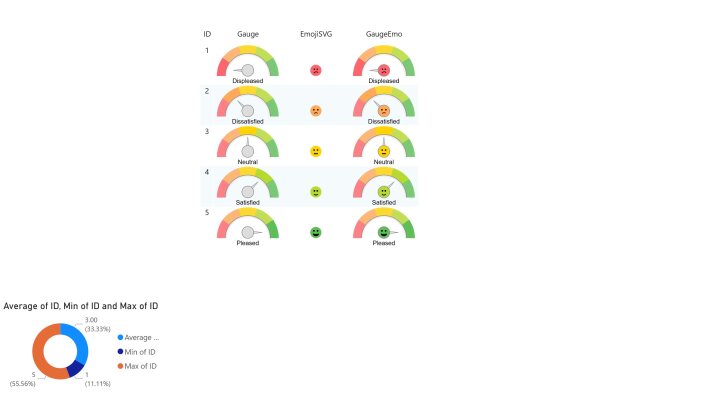 ID Gauge EmojiSVG GaugeEmo
1
Displeased Displeased
2
Dissatisfied Dissatisfied
3
Neutral Neutral
4
Satisfied Satisfied
5
Pleased Pleased
Average of ID, Min of ID and Max of ID
3.00
(33.33%)
Average ...
Min of ID
Max of ID
5
(55.56%)
1
(11.11%)